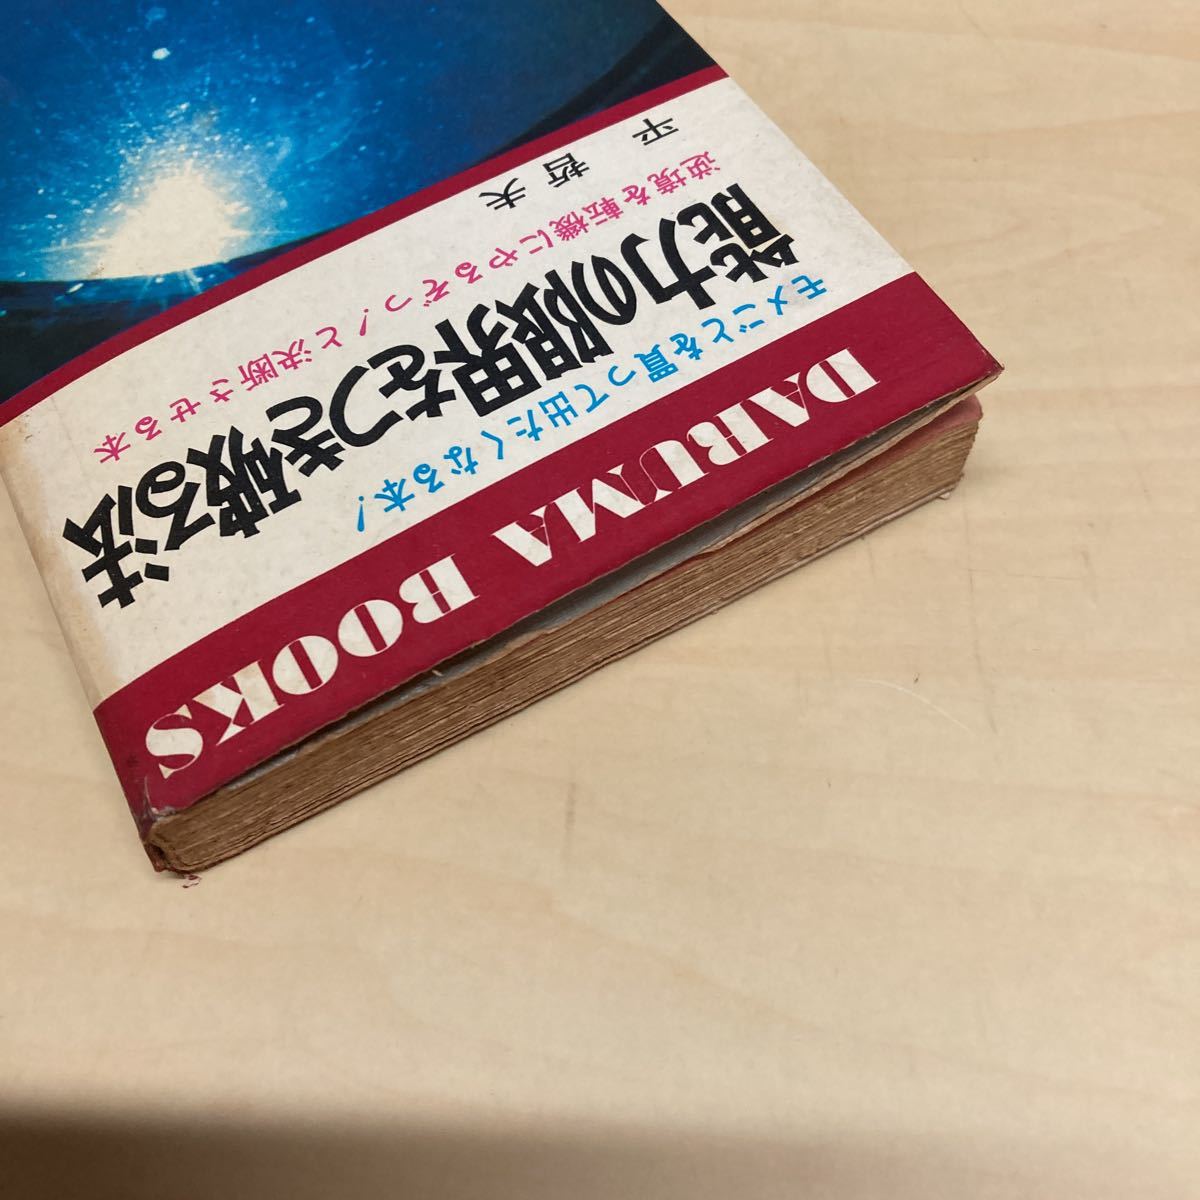 DARUMA BOOKS
モメごとを買って出たくなる本!
能力の限界をつき破る法
逆境を転機にやるぞっ!と決断させる本
平哲夫